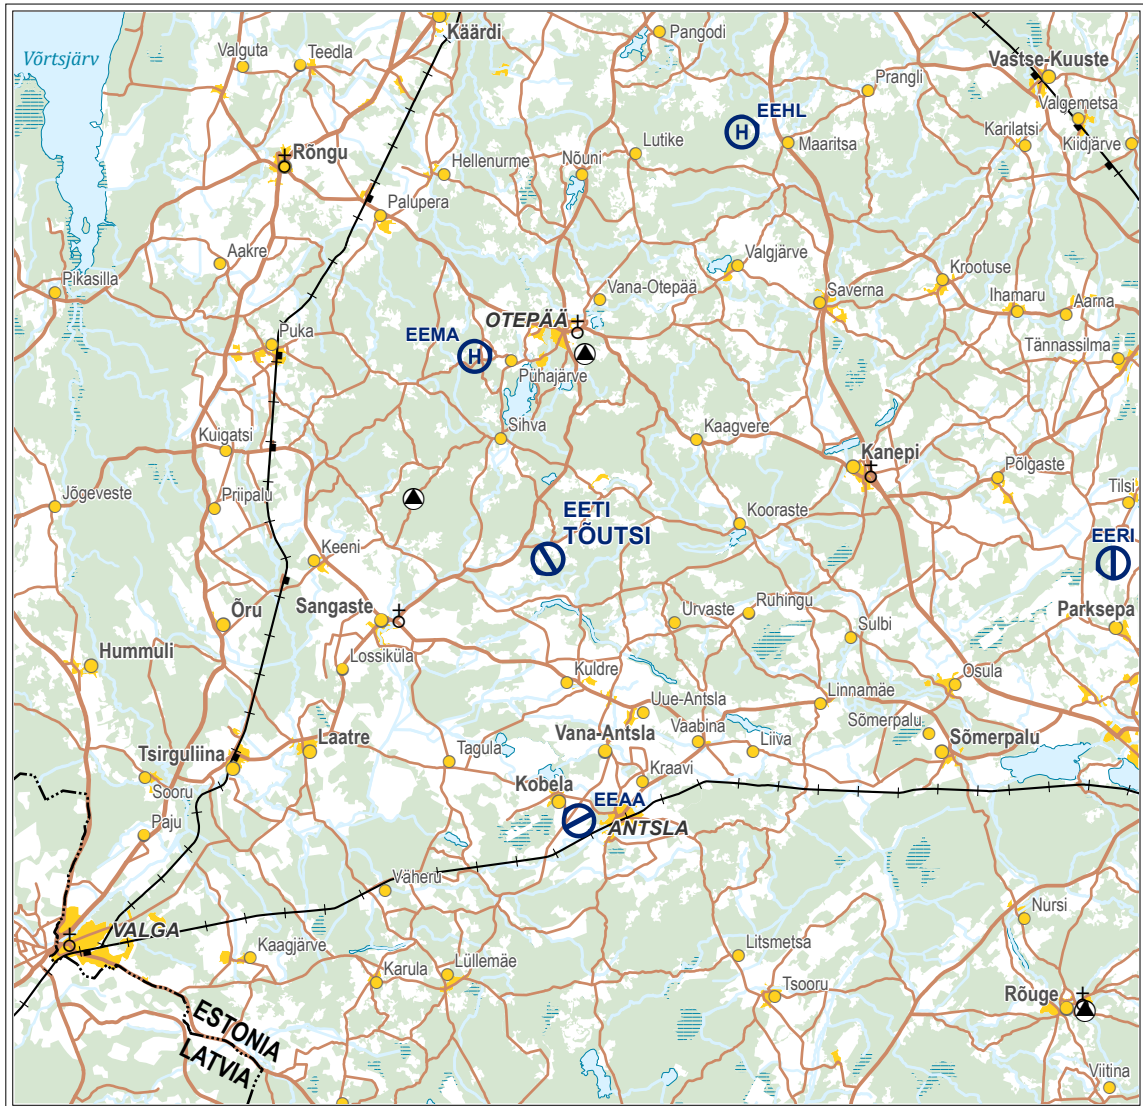 Käärdi
Pangodi
Valguta
Teedla
Võrtsjärv
Vastse-Kuuste
Prangli
Valgemetsa
EEHL
H
Maaritsa
Karilatsi
Kiidjärve
Rõngu
Hellenurme
Nõuni
Lutike
Palupera
Aakre
Valgjärve
Krootuse
Pikasilla
Vana-Otepää
Saverna
Ihamaru
Aarna
OTEPÄÄ
EEMA
H
Puka
Pühajärve
Tännassilma
Sihva
Kaagvere
Kuigatsi
Kanepi
Põlgaste
Jõgeveste
Priipalu
Tilsi
EETI
TÕUTSI
Kooraste
EERI
Keeni
Sangaste
Õru
Urvaste
Ruhingu
Sulbi
Parksepa
Hummuli
Lossiküla
Kuldre
Osula
Uue-Antsla
Linnamäe
Sõmerpalu
Laatre
Vana-Antsla
Vaabina
Liiva
Sõmerpalu
Tsirguliina
Tagula
Kraavi
Sooru
Kobela
EEAA
ANTSLA
Paju
Väheru
VALGA
Nursi
Kaagjärve
Karula
Lüllemäe
Litsmetsa
Tsooru
Rõuge
ESTONIA
LATVIA
Viitina